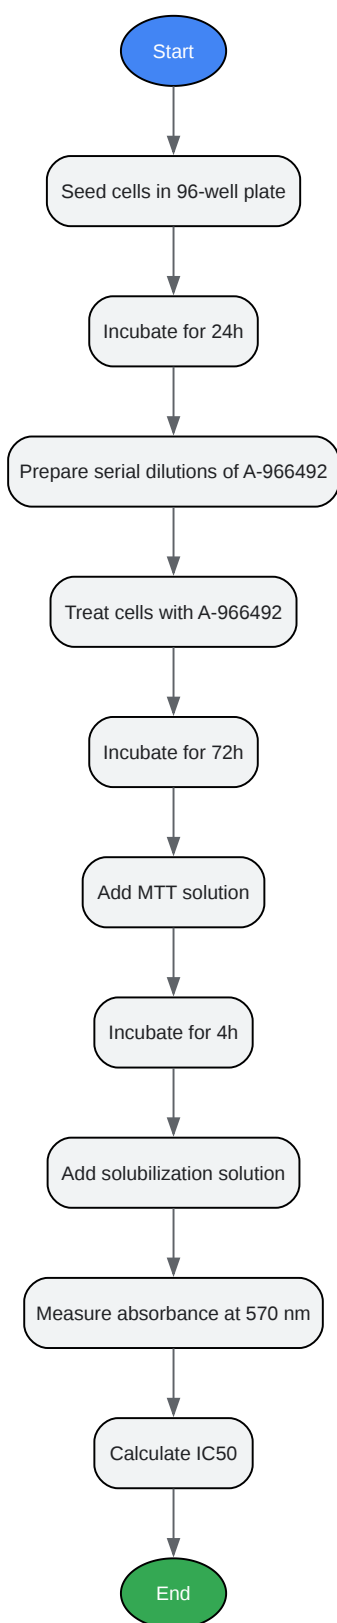 Start
Seed cells in 96-well plate
Incubate for 24h
Prepare serial dilutions of A-966492
Treat cells with A-966492
Incubate for 72h
Add MTT solution
Incubate for 4h
Add solubilization solution
Measure absorbance at 570 nm
Calculate IC50
End